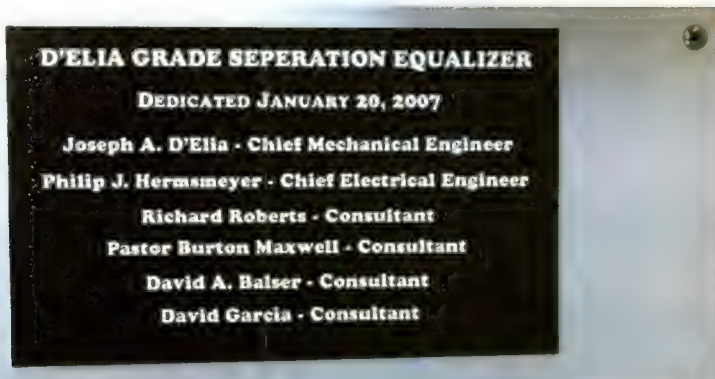 D'ELIA GRADE SEPERATION EQUALIZER
DEDICATED JANUARY 20, 2007
Joseph A. D'Elia - Chief Mechanical Engineer
Philip J. Hermsmeyer - Chief Electrical Engineer
Richard Roberts - Consultant
Pastor Burton Maxwell - Consultant
David A. Balser - Consultant
David Garcia - Consultant